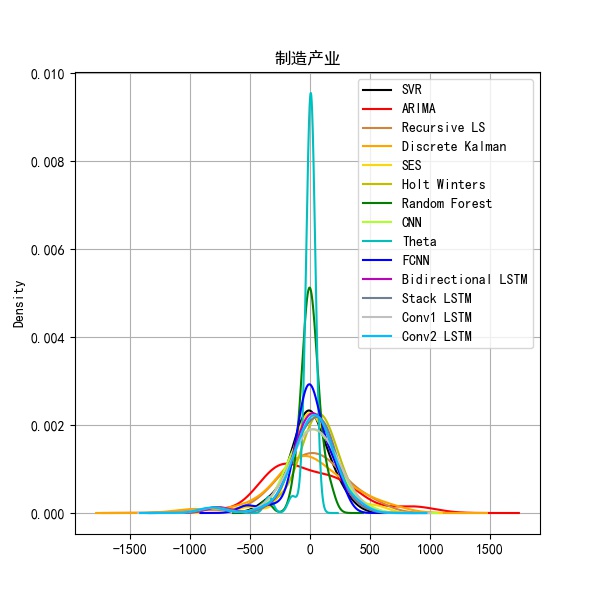 制造产业
0.010
0.008
0.006
0.004
0.002
0.000
Density
−1500 −1000 −500 0 500 1000 1500
SVR
ARIMA
Recursive LS
Discrete Kalman
SES
Holt Winters
Random Forest
CNN
Theta
FCNN
Bidirectional LSTM
Stack LSTM
Conv1 LSTM
Conv2 LSTM